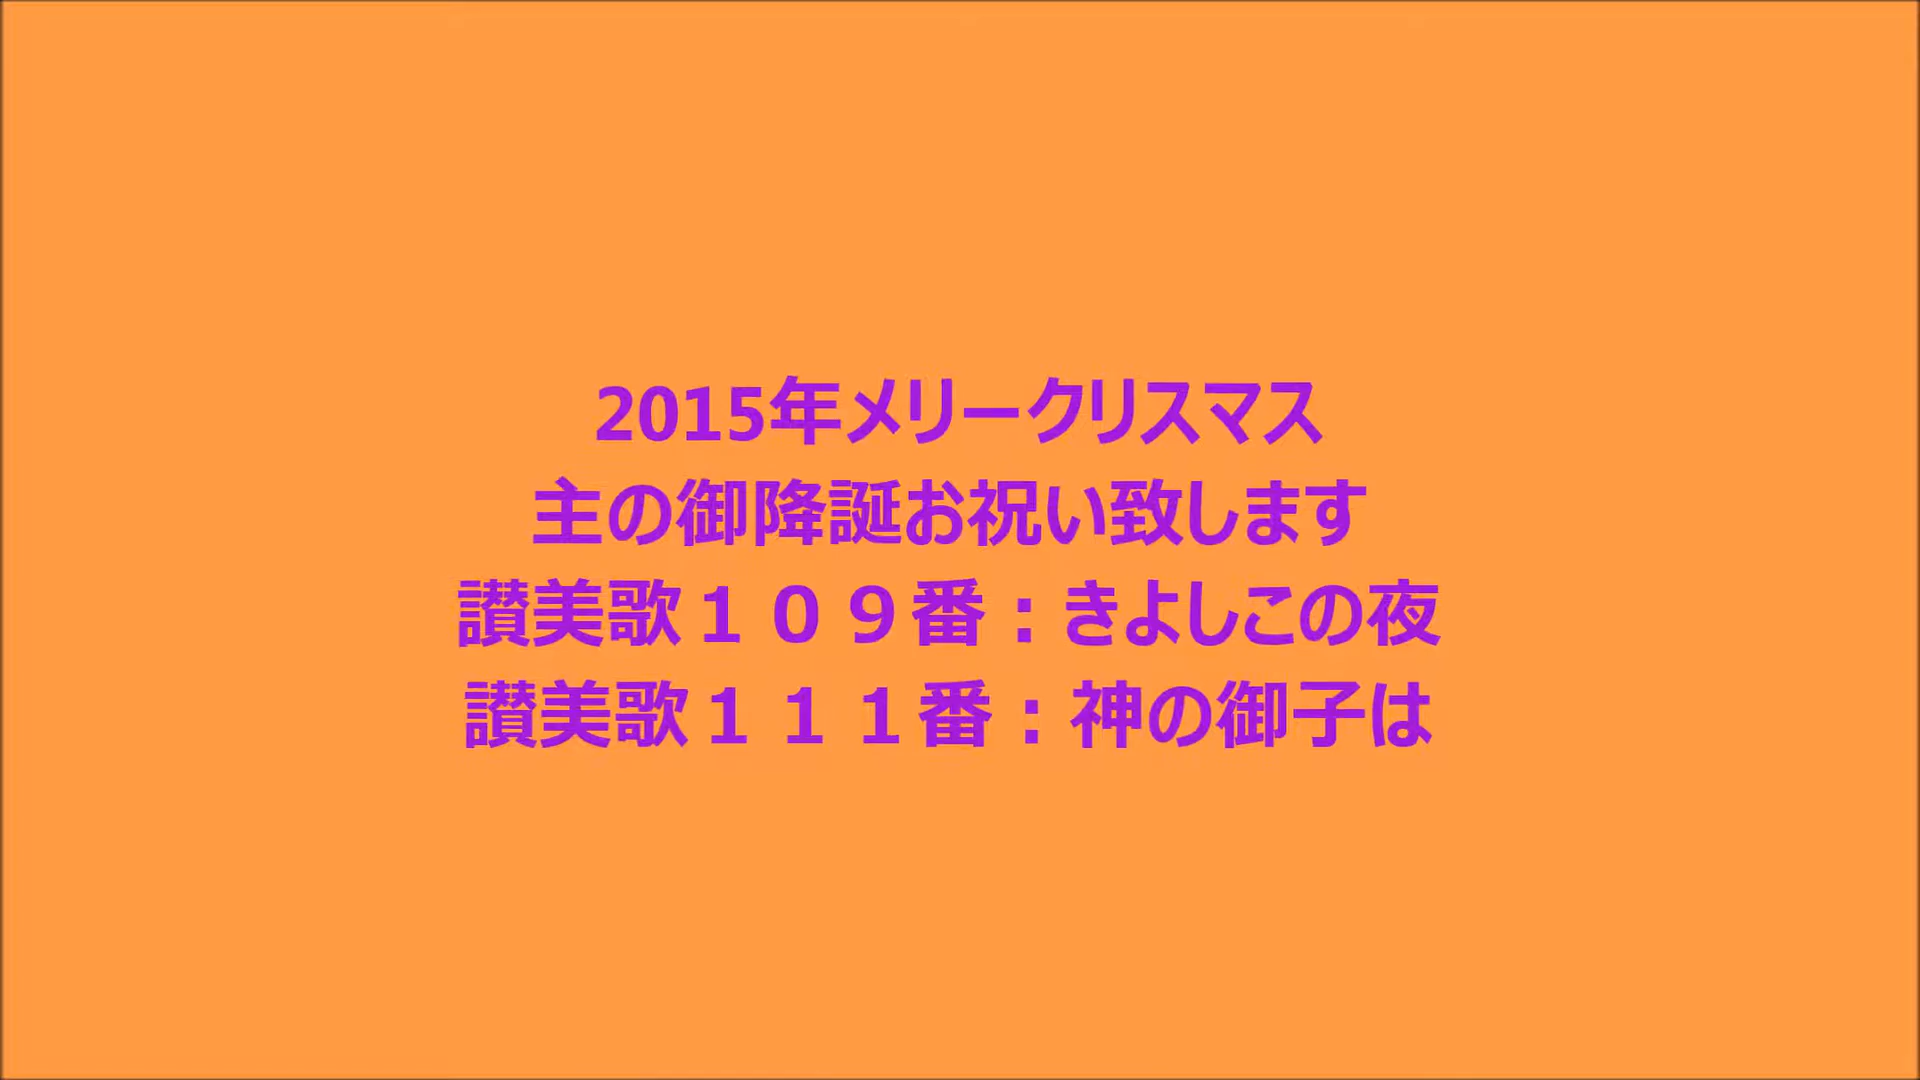 2015年メリークリスマス
主の御降誕お祝い致します
讃美歌１０９番：きよしこの夜
讃美歌１１１番：神の御子は